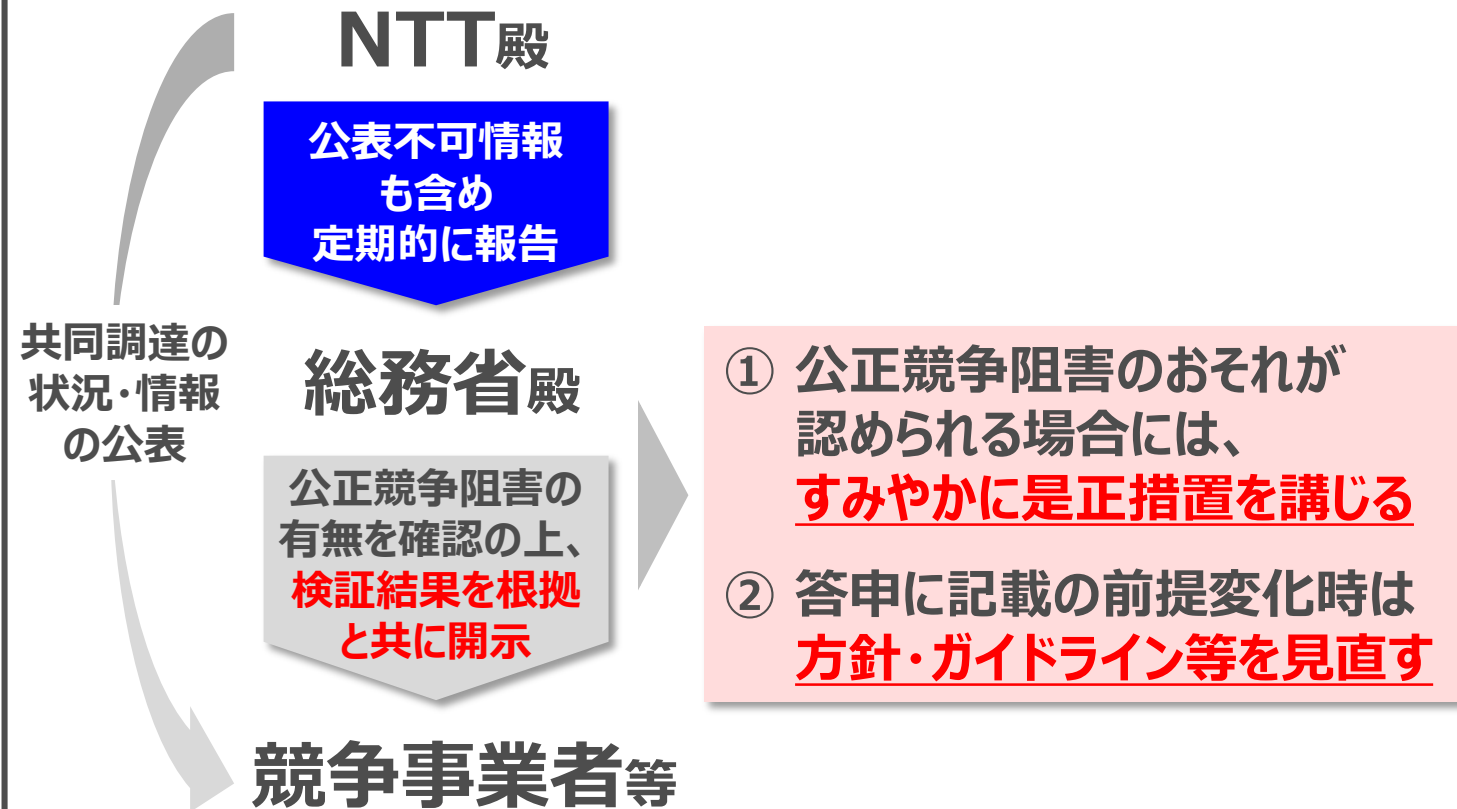 NTT殿
公表不可情報
も含め
定期的に報告
共同調達の
状況・情報
の公表
総務省殿
公正競争阻害の
有無を確認の上、
検証結果を根拠
と共に開示
競争事業者等
① 公正競争阻害のおそれが
認められる場合には、
すみやかに是正措置を講じる
② 答申に記載の前提変化時は
方針・ガイドライン等を見直す